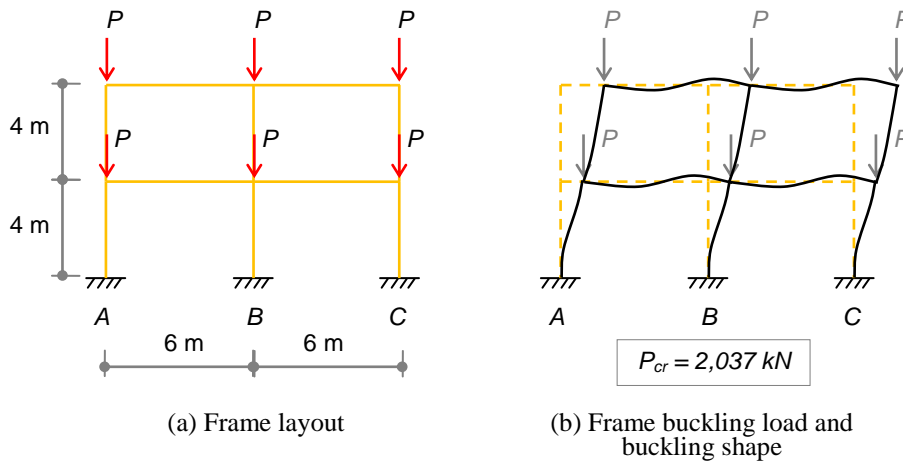 P P P
P P P
4 m
4 m
A B C
6 m 6 m
(a) Frame layout
P P P
P P P
A B C
Pcr = 2,037 kN
(b) Frame buckling load and
buckling shape